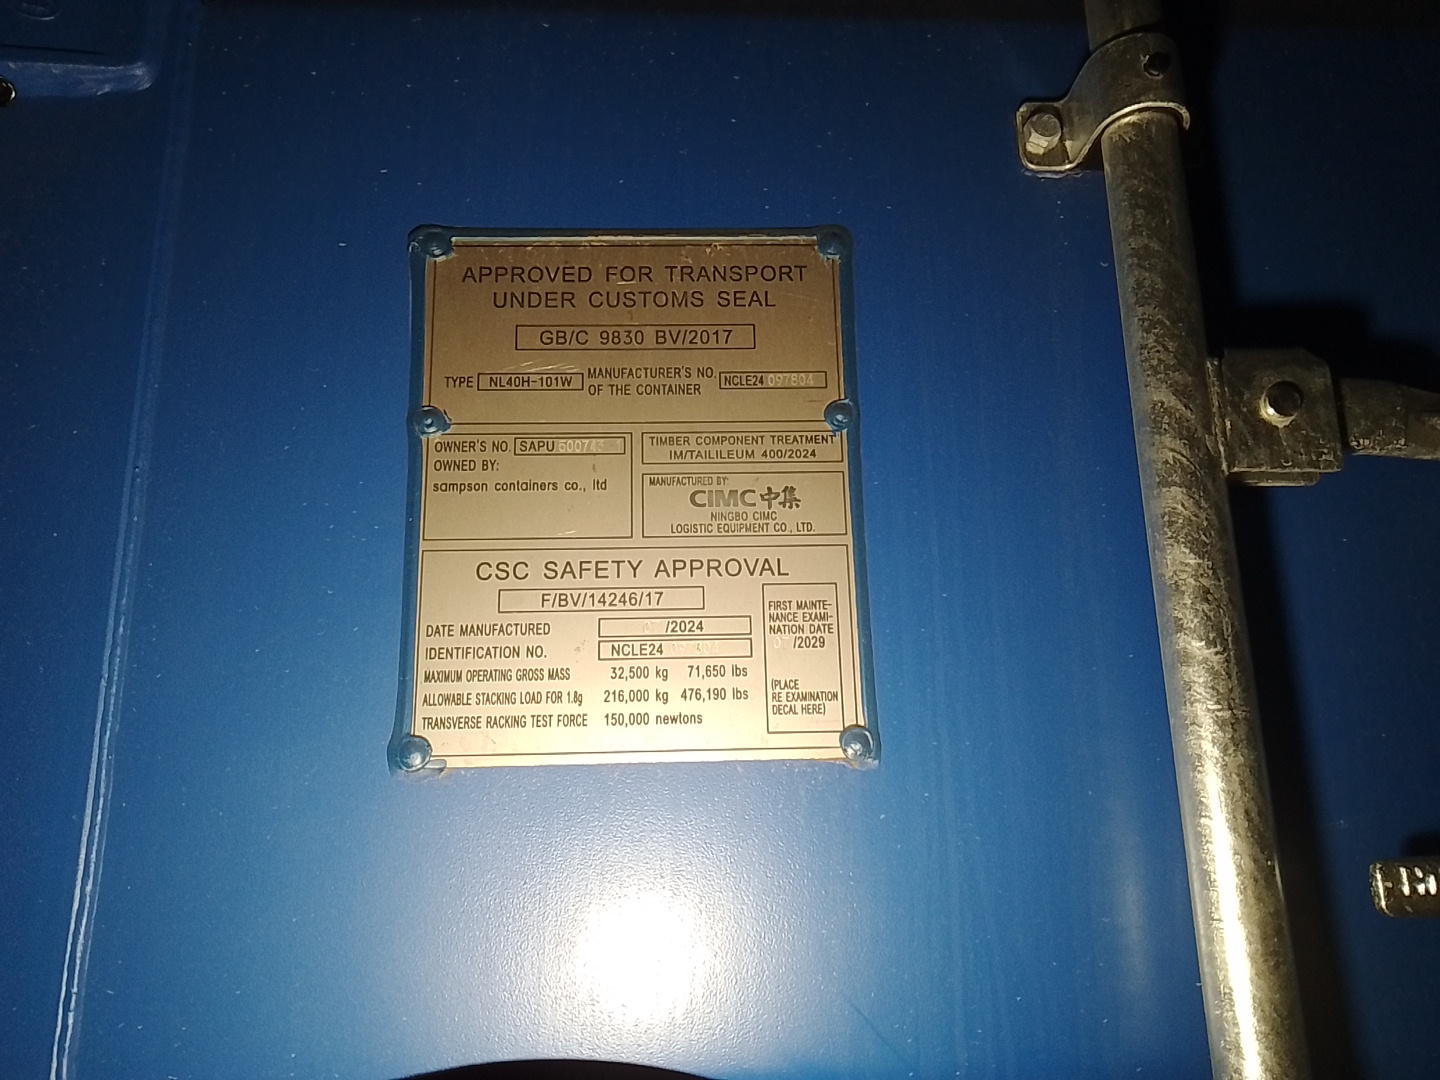 APPROVED FOR TRANSPORT
UNDER CUSTOMS SEAL
GB/C 9830 BV/2017
TYPE NL40H-101W MANUFACTURER'S NO. OF THE CONTAINER NCLE24 097804
OWNER'S NO. SAPU
OWNED BY:
sampson containers co., ltd
TIMBER COMPONENT TREATMENT
IM/TAILILEUM 400/2024
MANUFACTURED BY:
CIMC中集
NINGBO CIMC
LOGISTIC EQUIPMENT CO., LTD.
CSC SAFETY APPROVAL
F/BV/14246/17
DATE MANUFACTURED /2024
IDENTIFICATION NO. NCLE24
MAXIMUM OPERATING GROSS MASS 32,500 kg 71,650 lbs
ALLOWABLE STACKING LOAD FOR 1.8g 216,000 kg 476,190 lbs
TRANSVERSE RACKING TEST FORCE 150,000 newtons
FIRST MAINTE-
NANCE EXAMI-
NATION DATE
07/2029
(PLACE
RE EXAMINATION
DECAL HERE)